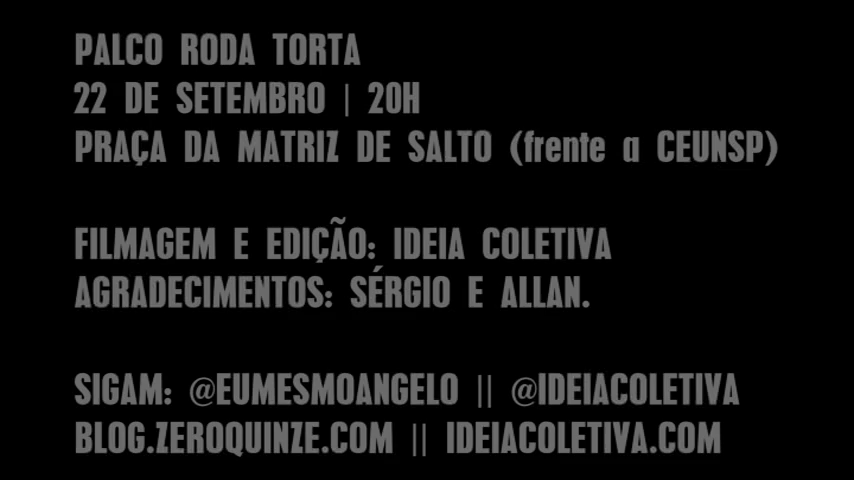 PALCO RODA TORTA
22 DE SETEMBRO | 20H
PRAÇA DA MATRIZ DE SALTO (frente a CEUNSP)
FILMAGEM E EDIÇÃO: IDEIA COLETIVA
AGRADECIMENTOS: SÉRGIO E ALLAN.
SIGAM: @EUMESMOANGELO || @IDEIACOLETIVA
BLOG.ZEROQUINZE.COM || IDEIACOLETIVA.COM